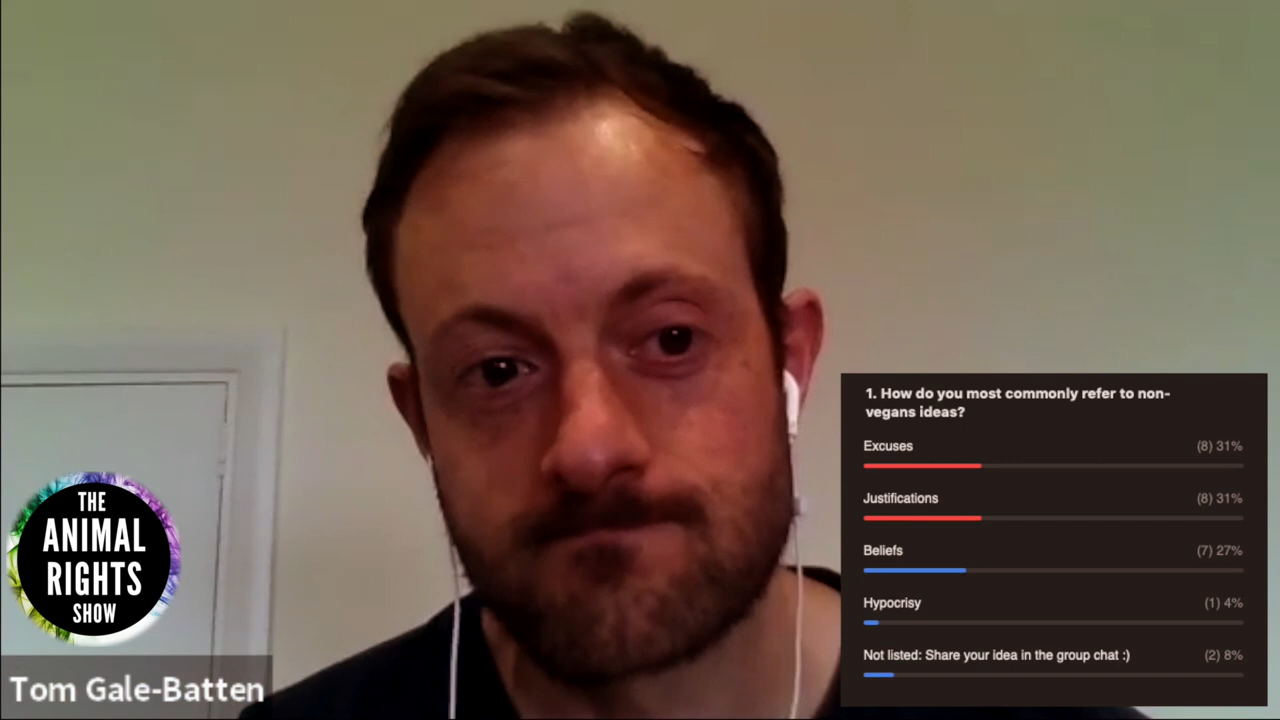 THE
ANIMAL
RIGHTS
SHOW
Tom Gale-Batten
1. How do you most commonly refer to non-
vegans ideas?
Excuses (8) 31%
Justifications (8) 31%
Beliefs (7) 27%
Hypocrisy (1) 4%
Not listed: Share your idea in the group chat :) (2) 8%